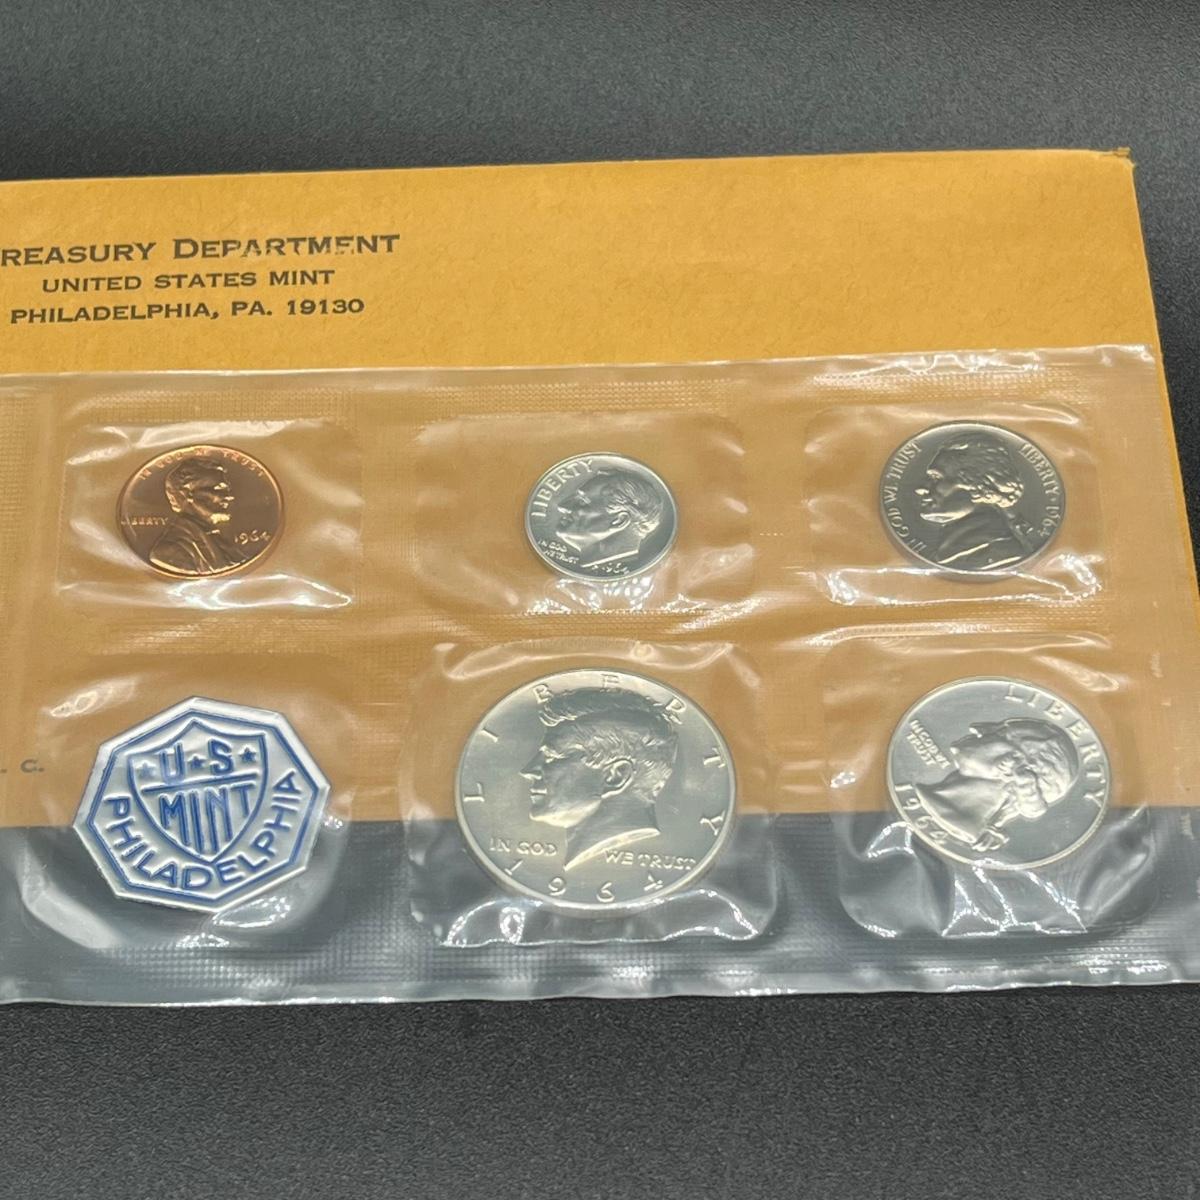 REASURY DEPARTMENT
UNITED STATES MINT
PHILADELPHIA, PA. 19130
IN GOD WE TRUST
LIBERTY
1964
LIBERTY
IN GOD
WE TRUST
1964
IN GOD WE TRUST
LIBERTY · 1964
. C.
U ★ S
MINT
PHILADELPHIA
LIBERTY
IN GOD WE TRUST
1964
LIBERTY
IN GOD WE
TRUST
1964